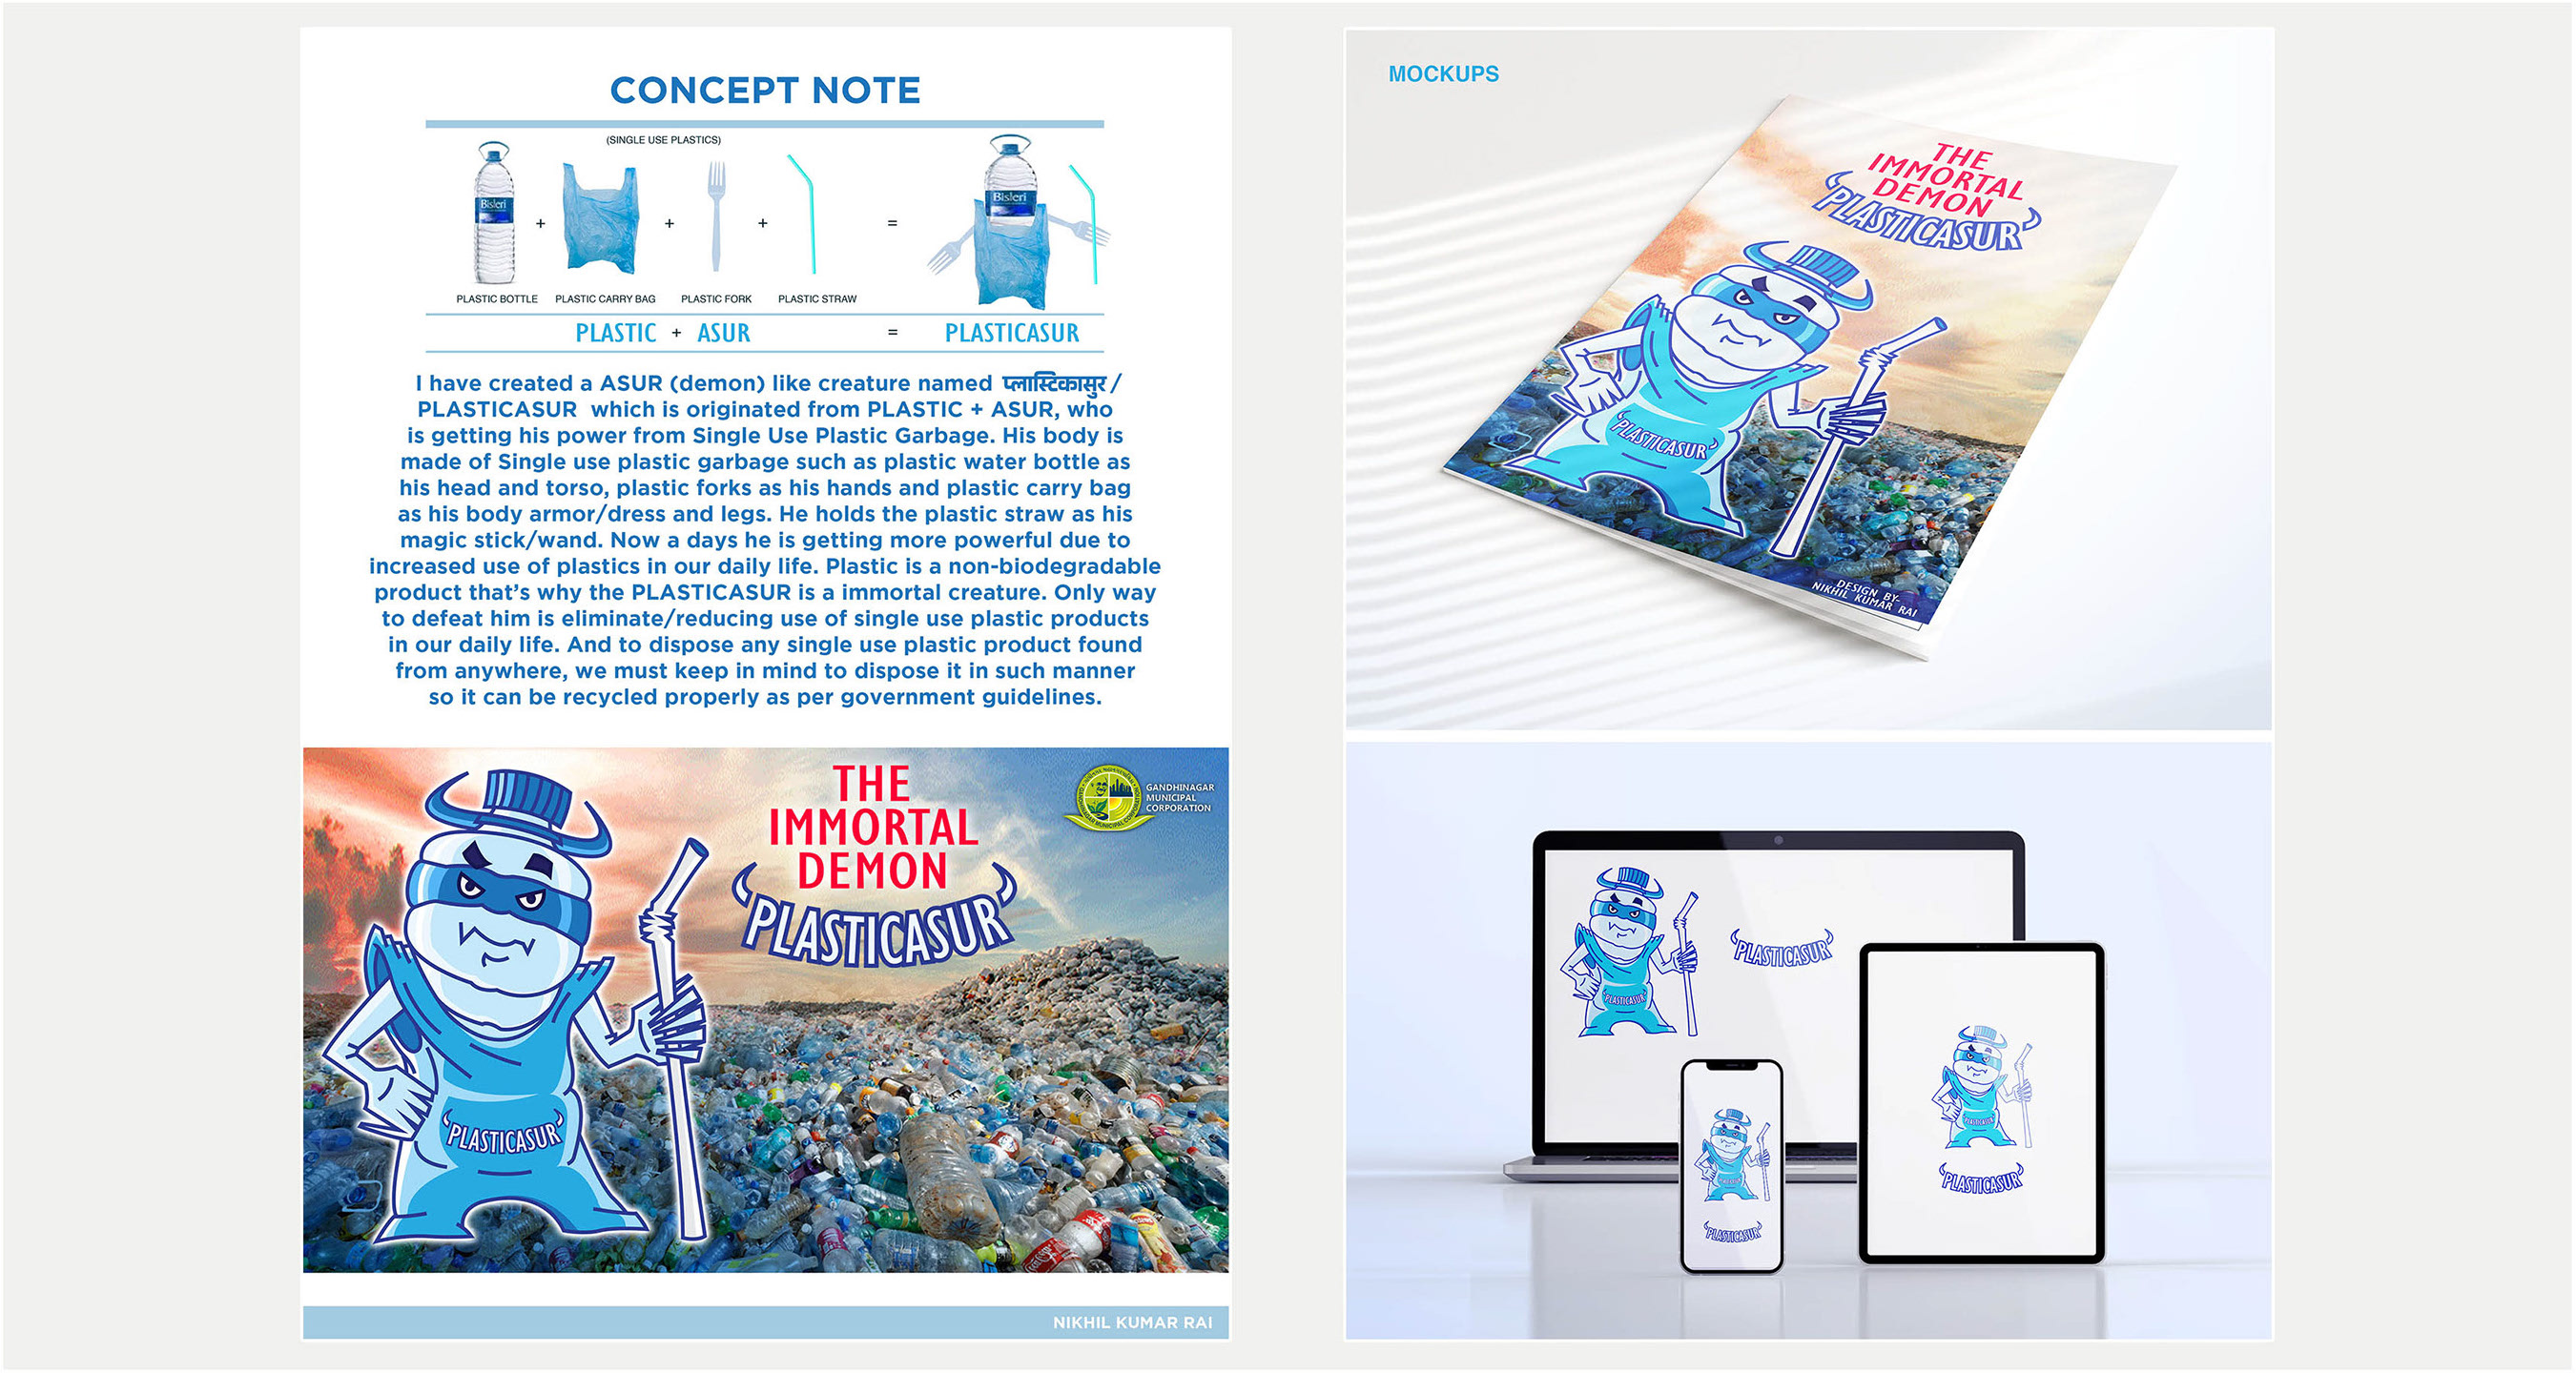 CONCEPT NOTE
(SINGLE USE PLASTICS)
Bisleri
Bisleri
+ + + =
PLASTIC BOTTLE PLASTIC CARRY BAG PLASTIC FORK PLASTIC STRAW
PLASTIC + ASUR = PLASTICASUR
I have created a ASUR (demon) like creature named प्लास्टिकासुर /
PLASTICASUR which is originated from PLASTIC + ASUR, who
is getting his power from Single Use Plastic Garbage. His body is
made of Single use plastic garbage such as plastic water bottle as
his head and torso, plastic forks as his hands and plastic carry bag
as his body armor/dress and legs. He holds the plastic straw as his
magic stick/wand. Now a days he is getting more powerful due to
increased use of plastics in our daily life. Plastic is a non-biodegradable
product that's why the PLASTICASUR is a immortal creature. Only way
to defeat him is eliminate/reducing use of single use plastic products
in our daily life. And to dispose any single use plastic product found
from anywhere, we must keep in mind to dispose it in such manner
so it can be recycled properly as per government guidelines.
THE
IMMORTAL
DEMON
'PLASTICASUR'
GANDHINAGAR
MUNICIPAL
CORPORATION
'PLASTICASUR'
NIKHIL KUMAR RAI
MOCKUPS
THE
IMMORTAL
DEMON
'PLASTICASUR'
'PLASTICASUR'
DESIGN BY-
NIKHIL KUMAR RAI
'PLASTICASUR'
'PLASTICASUR'
'PLASTICASUR'
'PLASTICASUR'
'PLASTICASUR'
'PLASTICASUR'